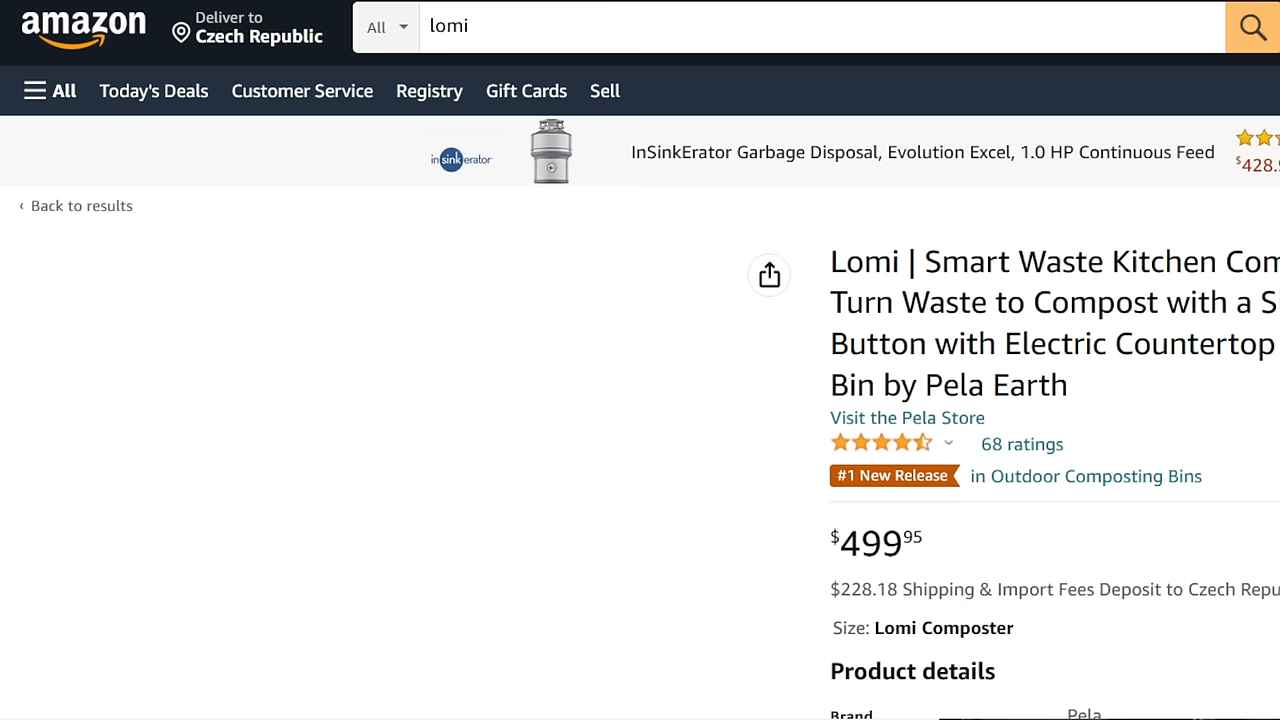 amazon
Deliver to
Czech Republic
All
lomi
All Today's Deals Customer Service Registry Gift Cards Sell
insinkerator
InSinkErator Garbage Disposal, Evolution Excel, 1.0 HP Continuous Feed
$428.
‹ Back to results
Lomi | Smart Waste Kitchen
Turn Waste to Compost with a
Button with Electric Countertop
Bin by Pela Earth
Visit the Pela Store
68 ratings
#1 New Release in Outdoor Composting Bins
$499 95
$228.18 Shipping & Import Fees Deposit to Czech
Size: Lomi Composter
Product details
Brand Pela